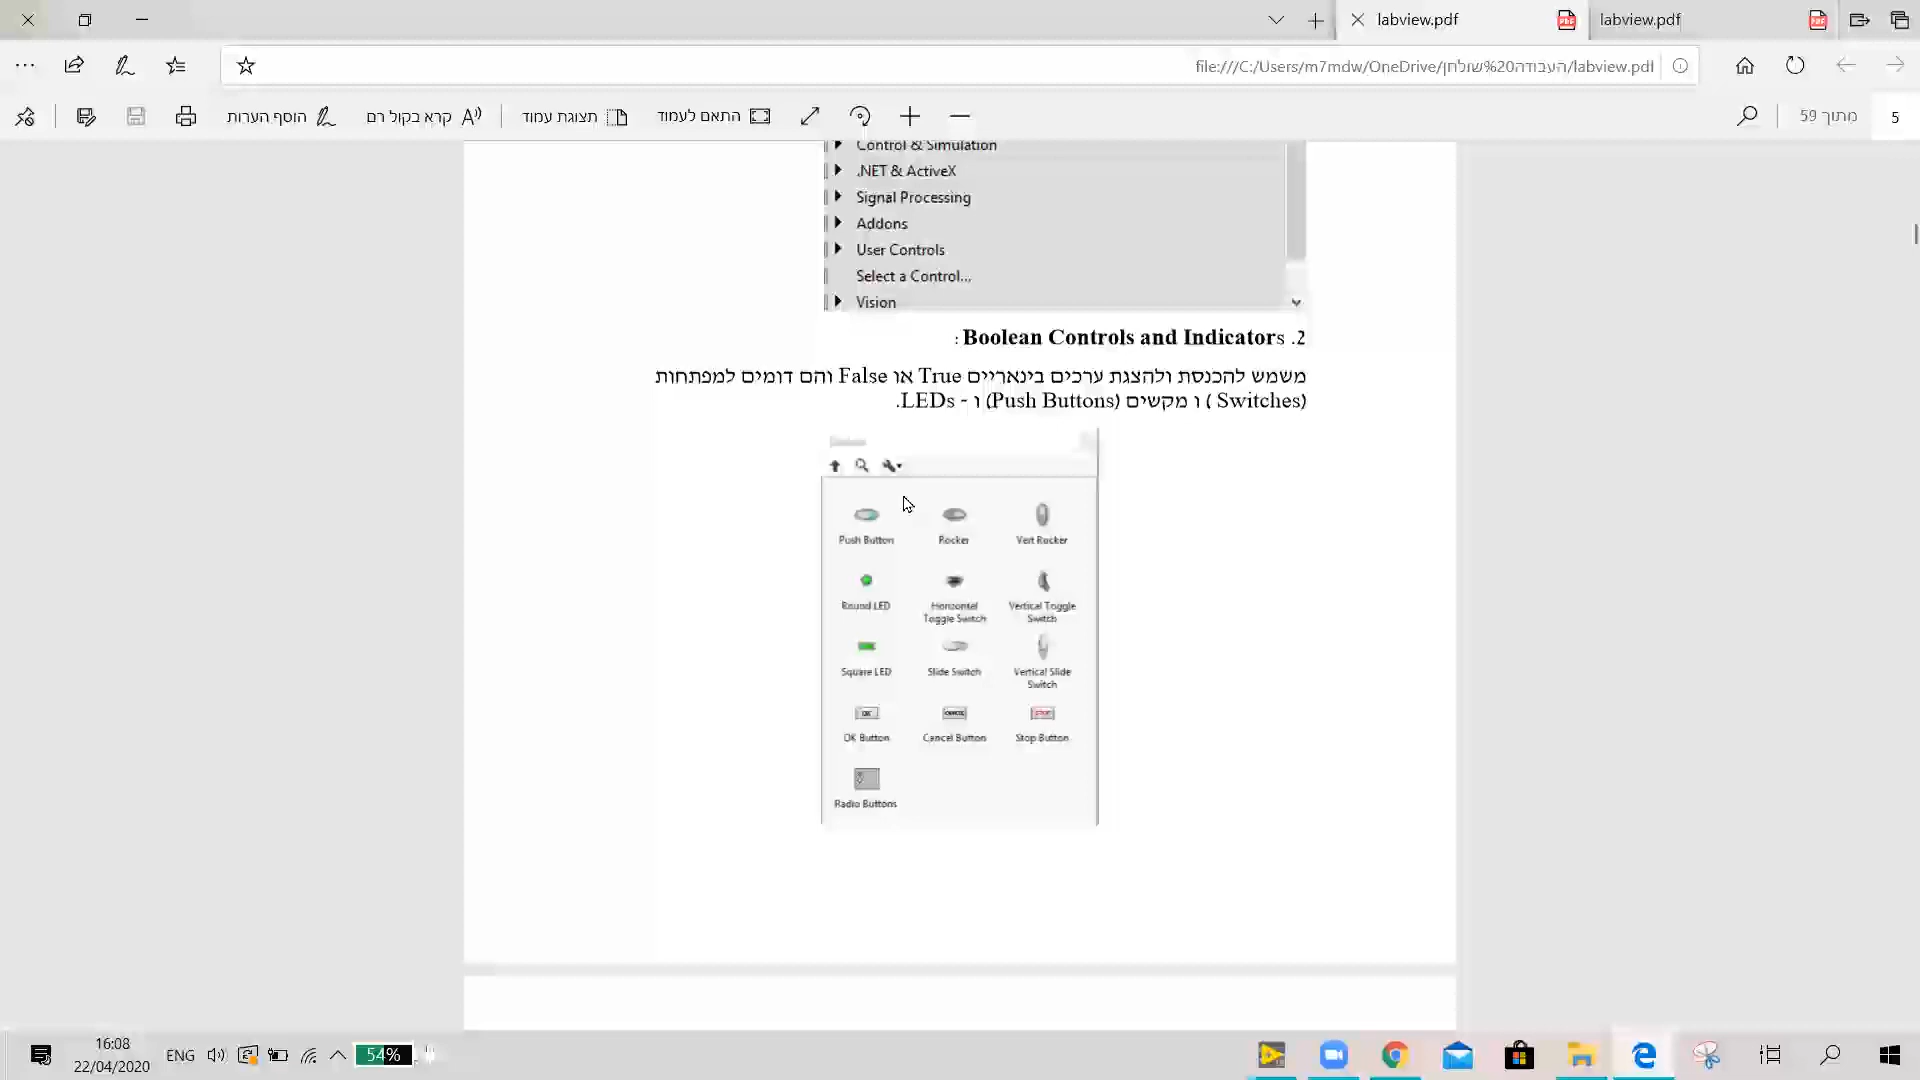 labview.pdf
labview.pdf
file:///C:/Users/m7mdw/OneDrive/העבודה%20שולחן/labview.pdf
5
מתוך 59
התאם לעמוד
תצוגת עמוד
קרא בקול רם
הוסף הערות
Control & Simulation
.NET & ActiveX
Signal Processing
Addons
User Controls
Select a Control...
Vision
2. Boolean Controls and Indicators :
משמש להכנסת ולהצגת ערכים בינאריים True או False והם דומים למפתחות
(Switches ) ו מקשים (Push Buttons) ו - LEDs.
Push Button
Rocker
Vert Rocker
Round LED
Horizontal
Toggle Switch
Vertical Toggle
Switch
Square LED
Slide Switch
Vertical Slide
Switch
OK
CANCEL
STOP
OK Button
Cancel Button
Stop Button
Radio Buttons
16:08
22/04/2020
ENG
54%